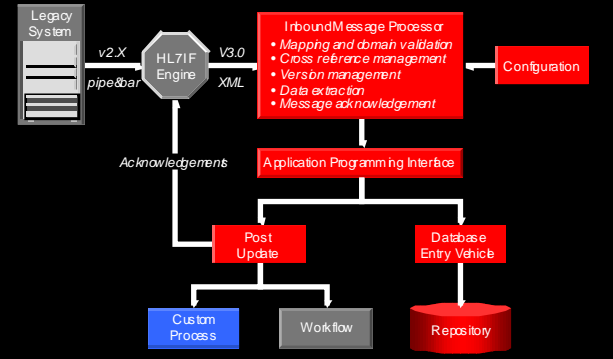 Legacy
System
v2.X
pipe&bar
HL7IF
Engine
V3.0
XML
Inbound Message Processor
• Mapping and domain validation
• Cross reference management
• Version management
• Data extraction
• Message acknowledgement
Configuration
Acknowledgements
Application Programming Interface
Post
Update
Database
Entry Vehicle
Custom
Process
Workflow
Repository